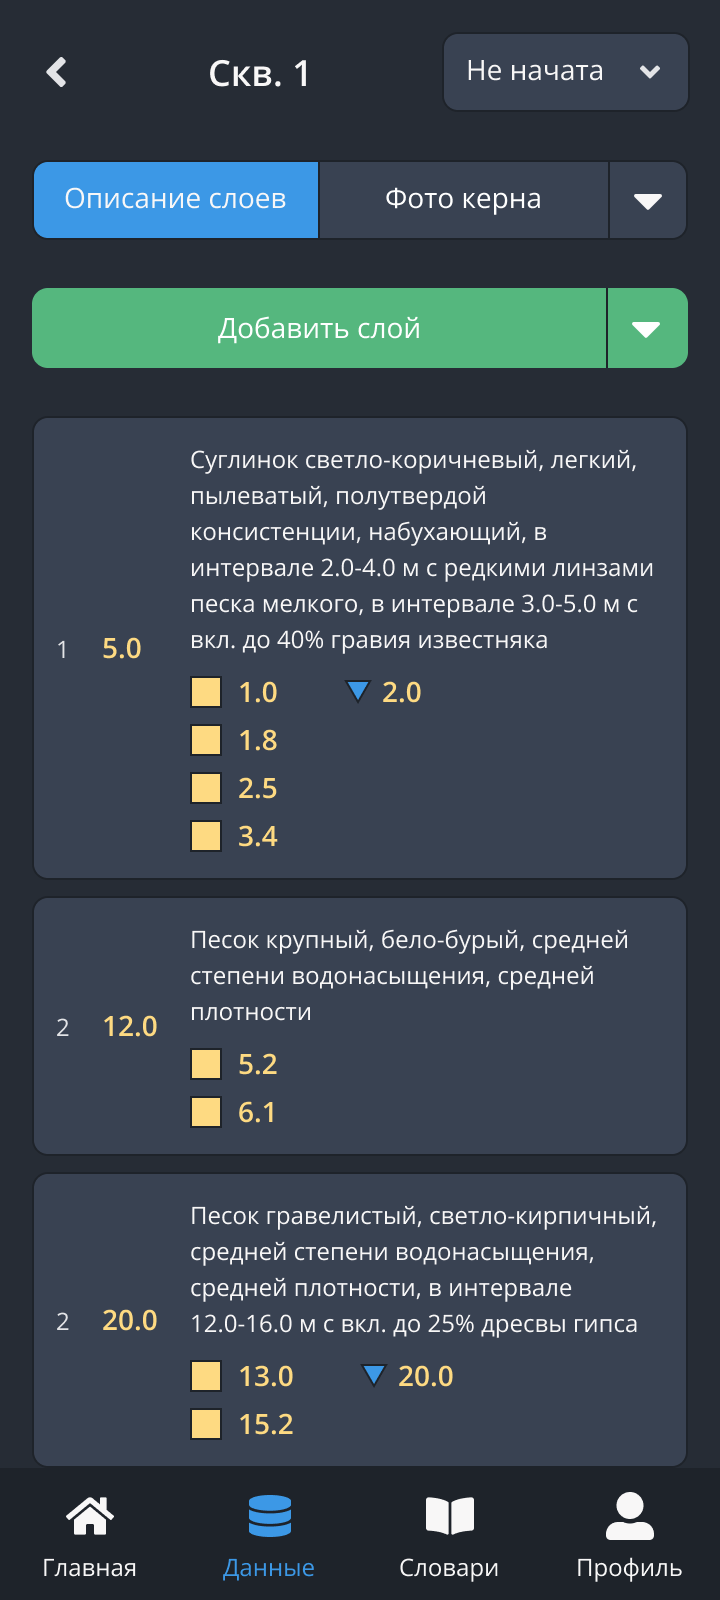 Скв. 1
Не начата
Описание слоев
Фото керна
Добавить слой
Суглинок светло-коричневый, легкий,
пылеватый, полутвердой
консистенции, набухающий, в
интервале 2.0-4.0 м с редкими линзами
песка мелкого, в интервале 3.0-5.0 м с
вкл. до 40% гравия известняка
1 5.0
1.0 2.0
1.8
2.5
3.4
Песок крупный, бело-бурый, средней
степени водонасыщения, средней
плотности
2 12.0
5.2
6.1
Песок гравелистый, светло-кирпичный,
средней степени водонасыщения,
средней плотности, в интервале
12.0-16.0 м с вкл. до 25% дресвы гипса
2 20.0
13.0 20.0
15.2
Главная
Данные
Словари
Профиль